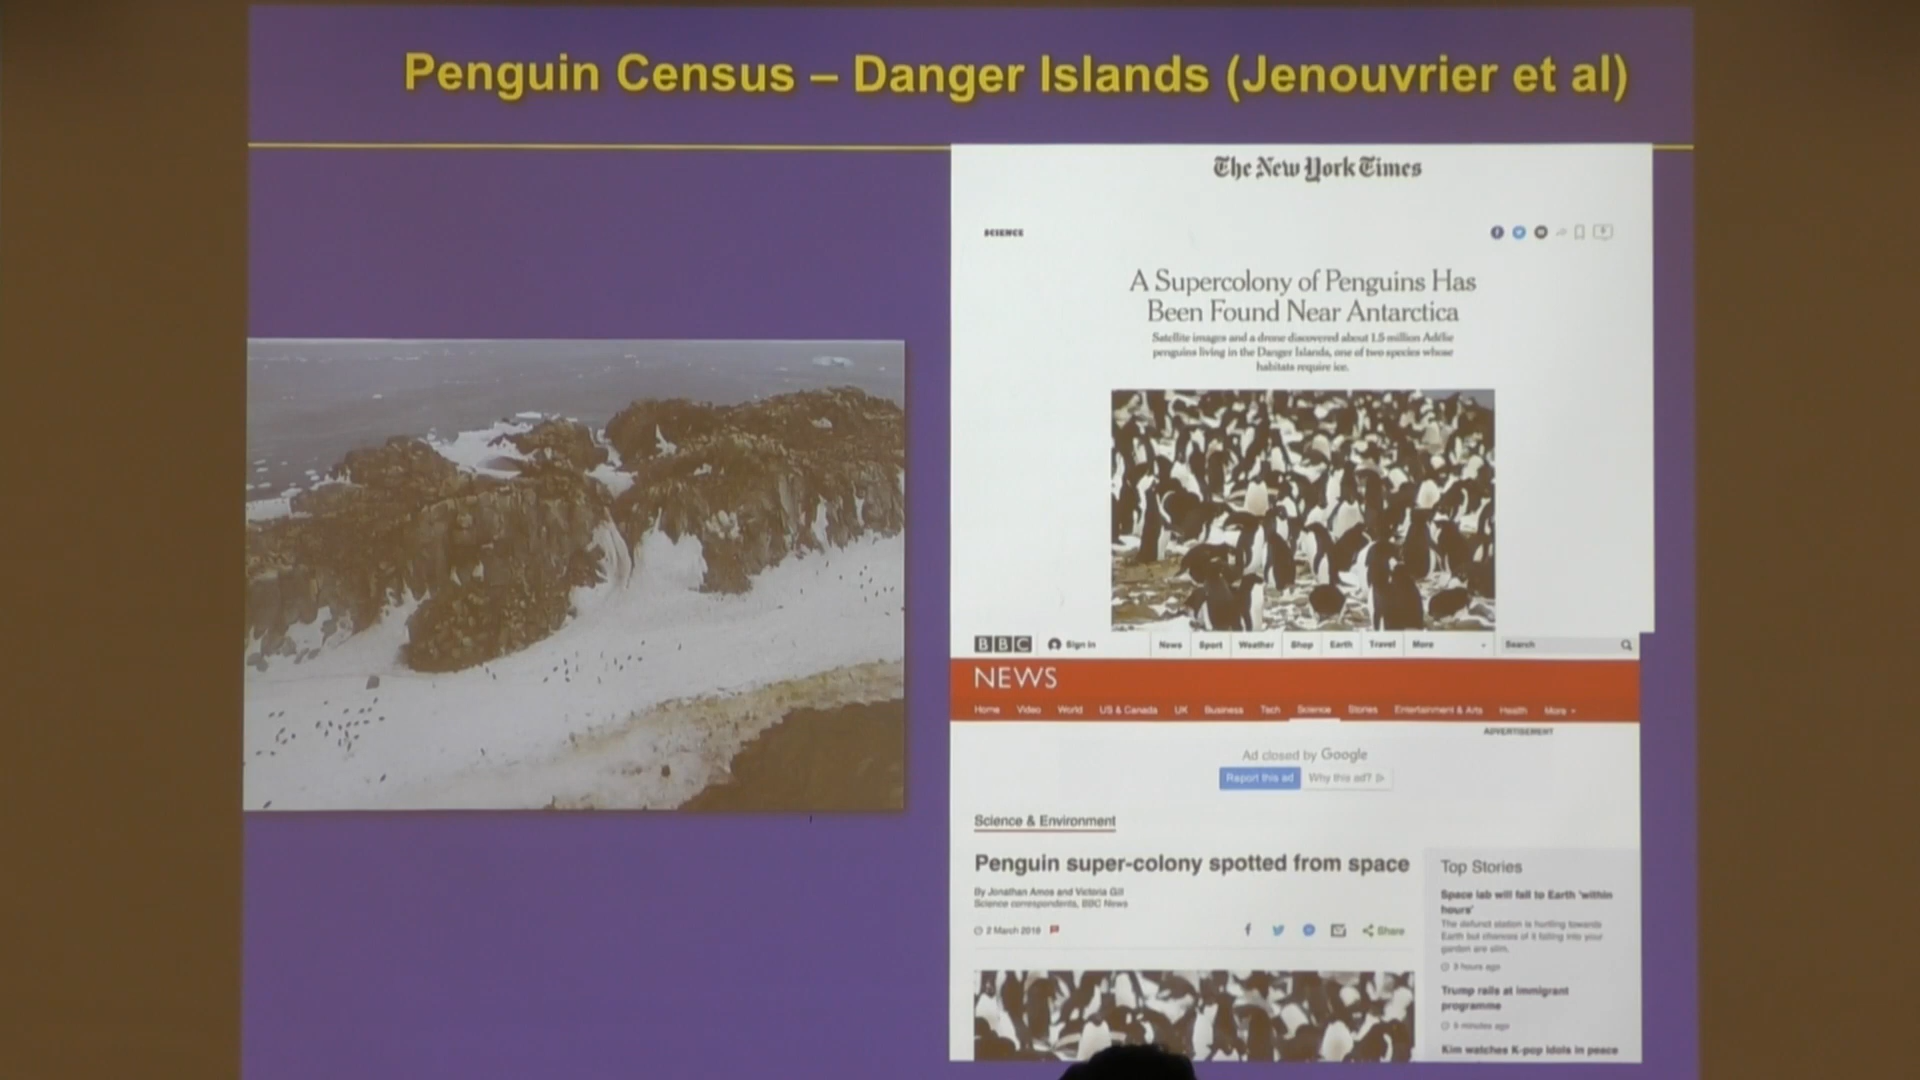 Penguin Census – Danger Islands (Jenouvrier et al)
The New York Times
SCIENCE
A Supercolony of Penguins Has
Been Found Near Antarctica
Satellite images and a drone discovered about 1.5 million Adélie
penguins living in the Danger Islands, one of two species whose
habitats require ice.
BBC Sign in News Sport Weather Shop Earth Travel More Search
NEWS
Home Video World US & Canada UK Business Tech Science Stories Entertainment & Arts Health More
ADVERTISEMENT
Ad closed by Google
Report this ad Why this ad?
Science & Environment
Penguin super-colony spotted from space
By Jonathan Amos and Victoria Gill
Science correspondents, BBC News
2 March 2018
Share
Top Stories
Space lab will fall to Earth 'within
hours'
The defunct station is hurtling towards
Earth but chances of it falling into your
garden are slim.
hours ago
Trump rails at immigrant
programme
minutes ago
Kim watches K-pop idols in peace